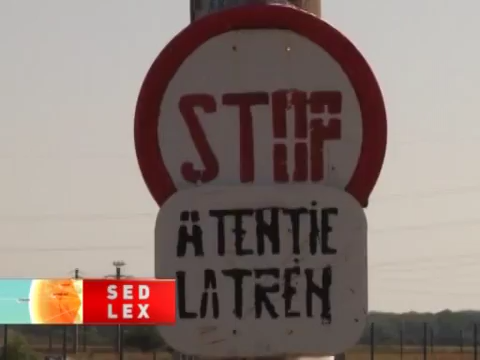 STOP
ATENTIE
LA TREN
SED
LEX